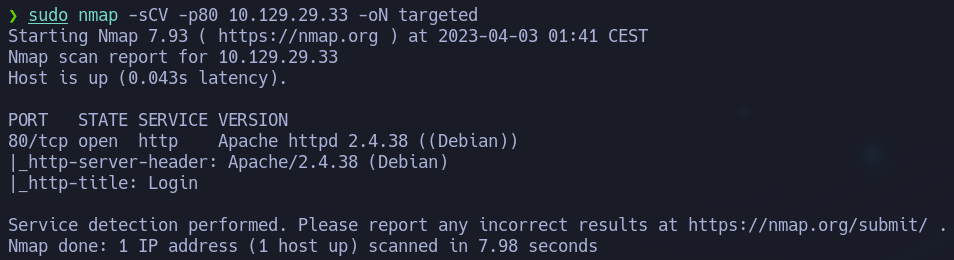 ❯ sudo nmap -sCV -p80 10.129.29.33 -oN targeted
Starting Nmap 7.93 ( https://nmap.org ) at 2023-04-03 01:41 CEST
Nmap scan report for 10.129.29.33
Host is up (0.043s latency).
PORT   STATE SERVICE VERSION
80/tcp open  http    Apache httpd 2.4.38 ((Debian))
|_http-server-header: Apache/2.4.38 (Debian)
|_http-title: Login
Service detection performed. Please report any incorrect results at https://nmap.org/submit/ .
Nmap done: 1 IP address (1 host up) scanned in 7.98 seconds